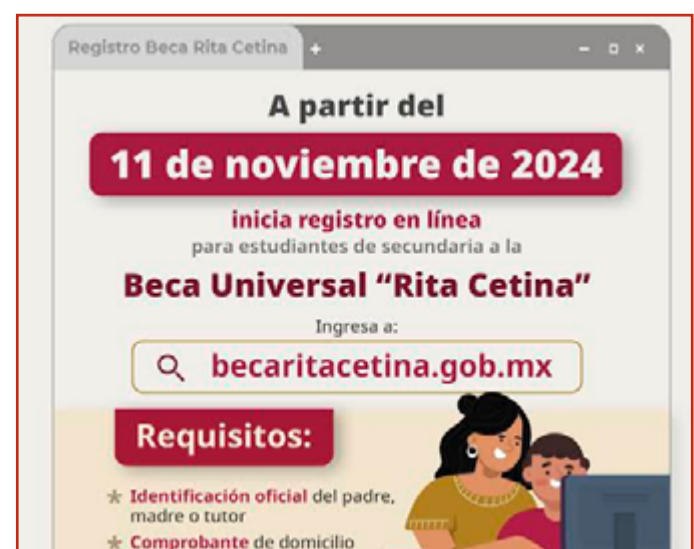 Registro Beca Rita Cetina
A partir del
11 de noviembre de 2024
inicia registro en línea
para estudiantes de secundaria a la
Beca Universal “Rita Cetina”
Ingresa a:
becaritacetina.gob.mx
Requisitos:
* Identificación oficial del padre,
madre o tutor
* Comprobante de domicilio